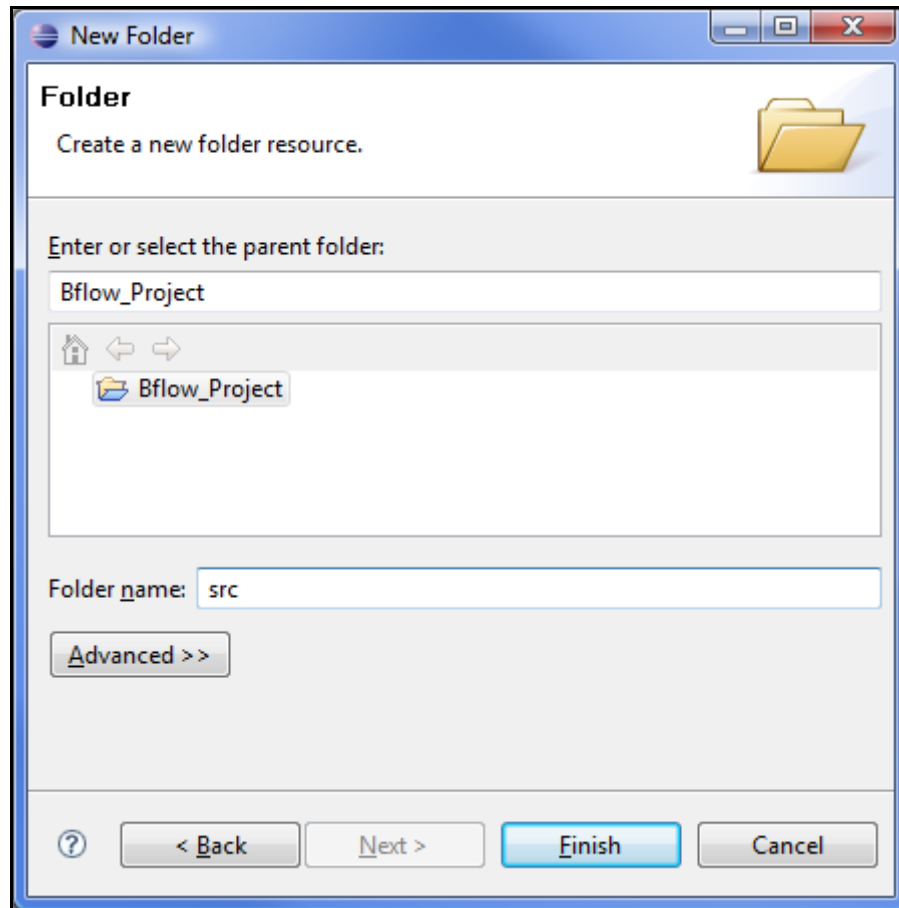 New Folder
Folder
Create a new folder resource.
Enter or select the parent folder:
Bflow_Project
Bflow_Project
Folder name: src
Advanced >>
< Back Next > Finish Cancel